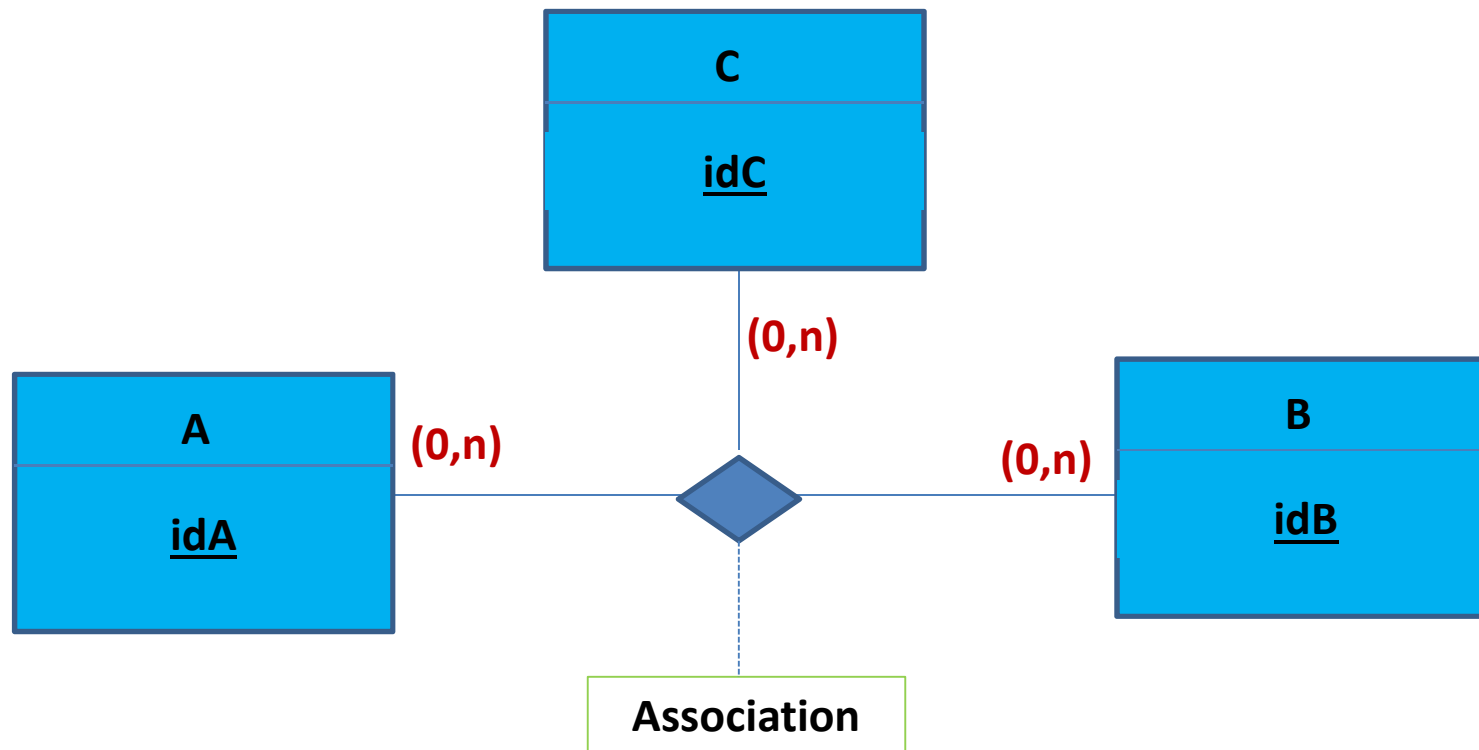 C
idC
(0,n)
A
idA
(0,n)
(0,n)
B
idB
Association